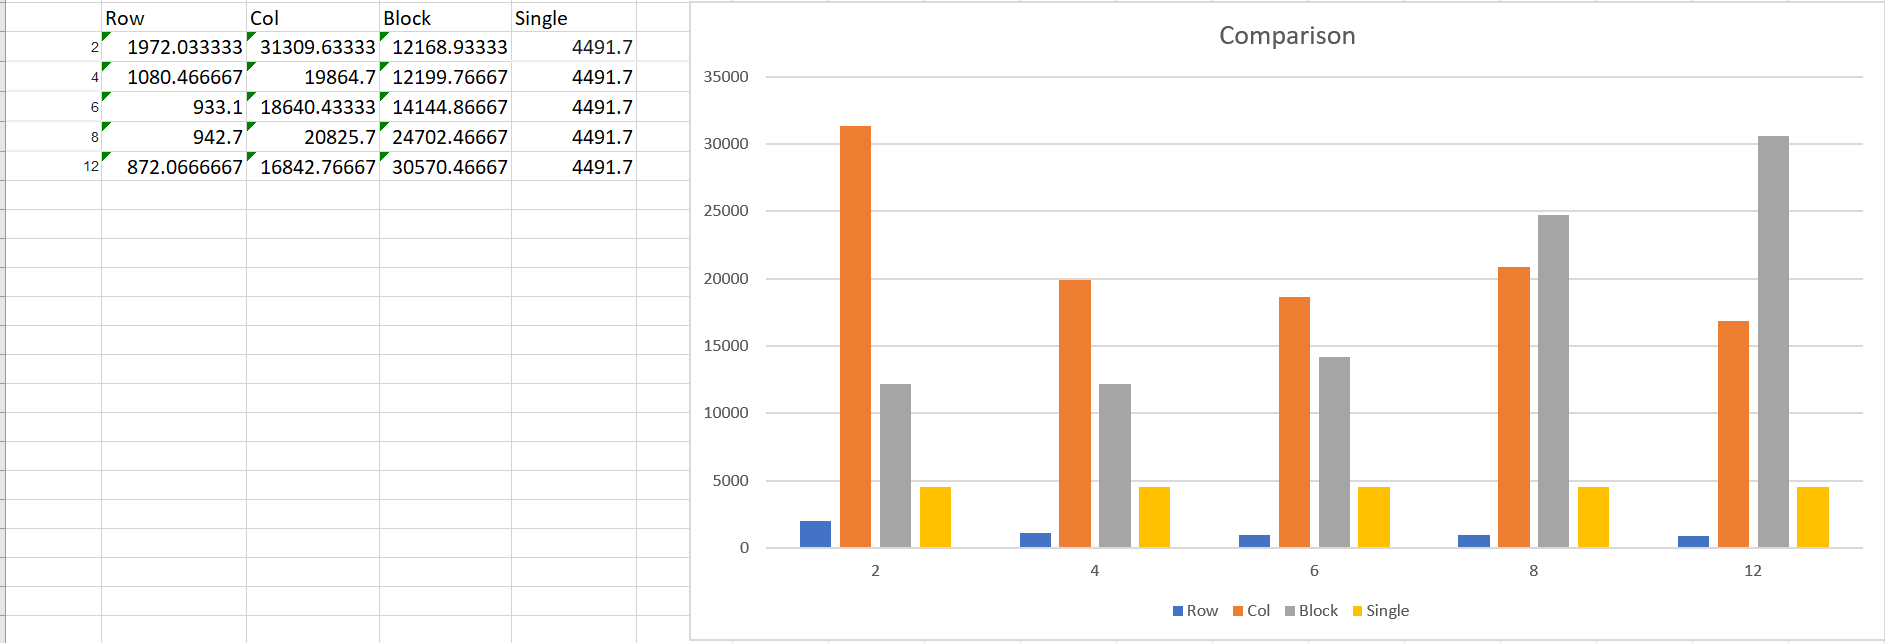 Row Col Block Single
2 1972.033333 31309.63333 12168.93333 4491.7
4 1080.466667 19864.7 12199.76667 4491.7
6 933.1 18640.43333 14144.86667 4491.7
8 942.7 20825.7 24702.46667 4491.7
12 872.0666667 16842.76667 30570.46667 4491.7
Comparison
35000
30000
25000
20000
15000
10000
5000
0
2 4 6 8 12
Row Col Block Single